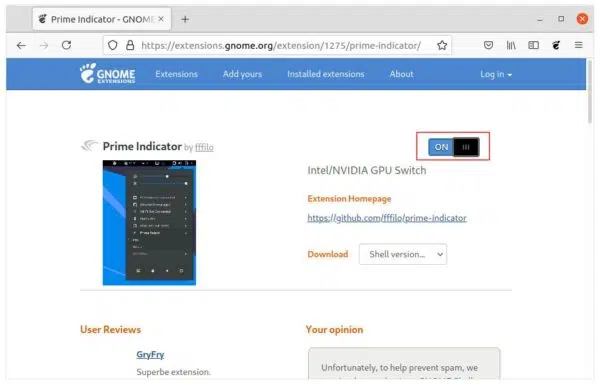 Prime Indicator - GNOME
https://extensions.gnome.org/extension/1275/prime-indicator/
GNOME
EXTENSIONS
Extensions
Add yours
Installed extensions
About
Log in
Prime Indicator by fffilo
ON
Intel/NVIDIA GPU Switch
Extension Homepage
https://github.com/fffilo/prime-indicator
Download
Shell version...
User Reviews
Your opinion
GryFry
Superbe extension.
Unfortunately, to help prevent spam, we